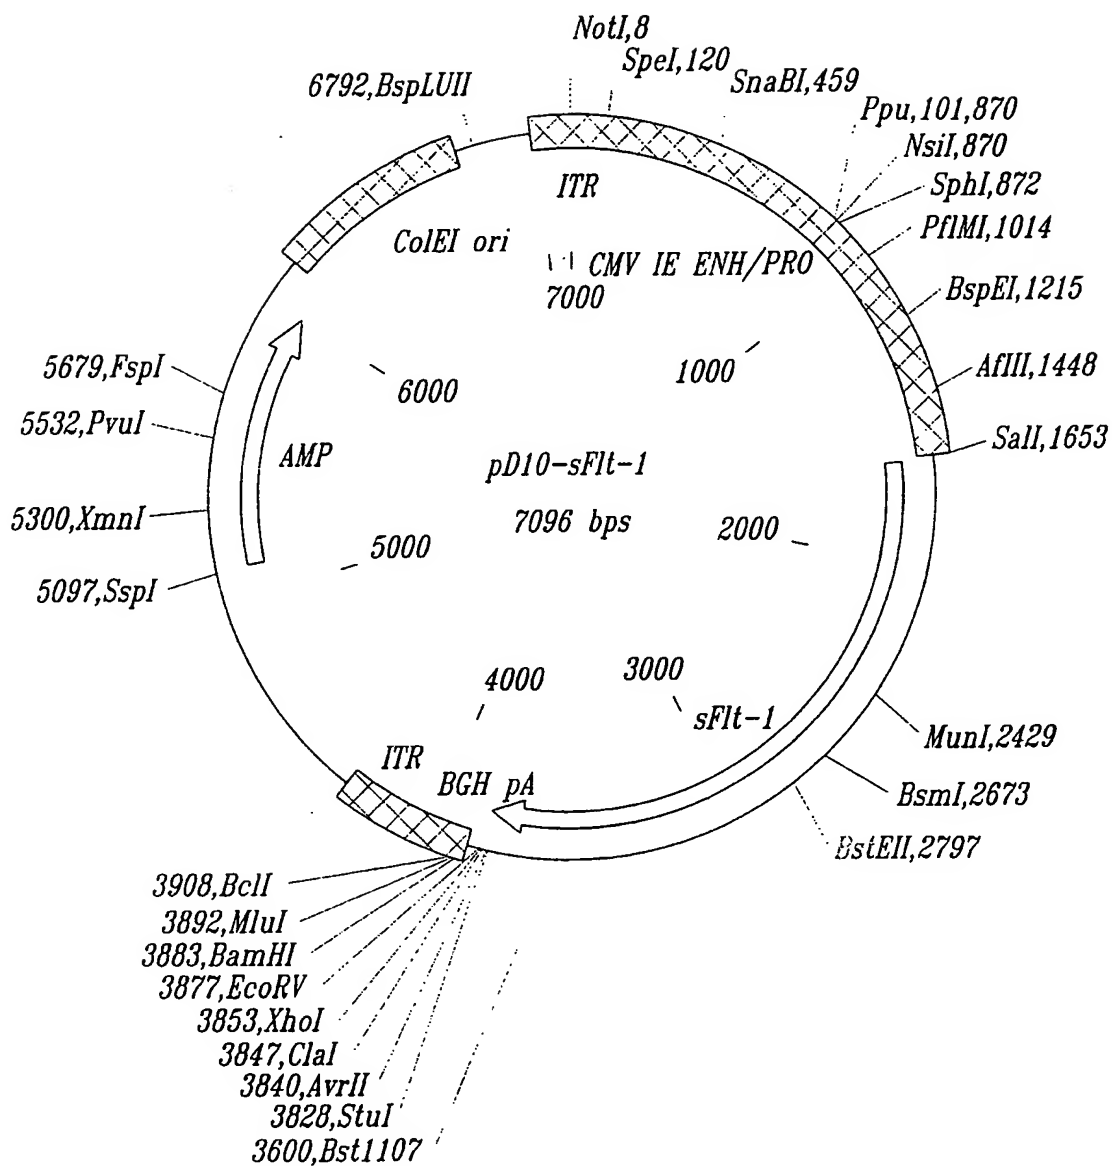 NotI,8
SpeI,120
SnaBI,459
6792,BspLUII
Ppu,101,870
NsiI,870
SphI,872
PflMI,1014
BspEI,1215
AflII,1448
SalI,1653
ITR
ColEI ori
CMV IE ENH/PRO
7000
1000
5679,FspI
6000
5532,PvuI
AMP
pD10-sFlt-1
7096 bps
5300,XmnI
2000
5000
5097,SspI
3000
4000
sFlt-1
MunI,2429
ITR
BGH pA
BsmI,2673
BstEII,2797
3908,BclI
3892,MluI
3883,BamHI
3877,EcoRV
3853,XhoI
3847,ClaI
3840,AvrII
3828,StuI
3600,Bst1107